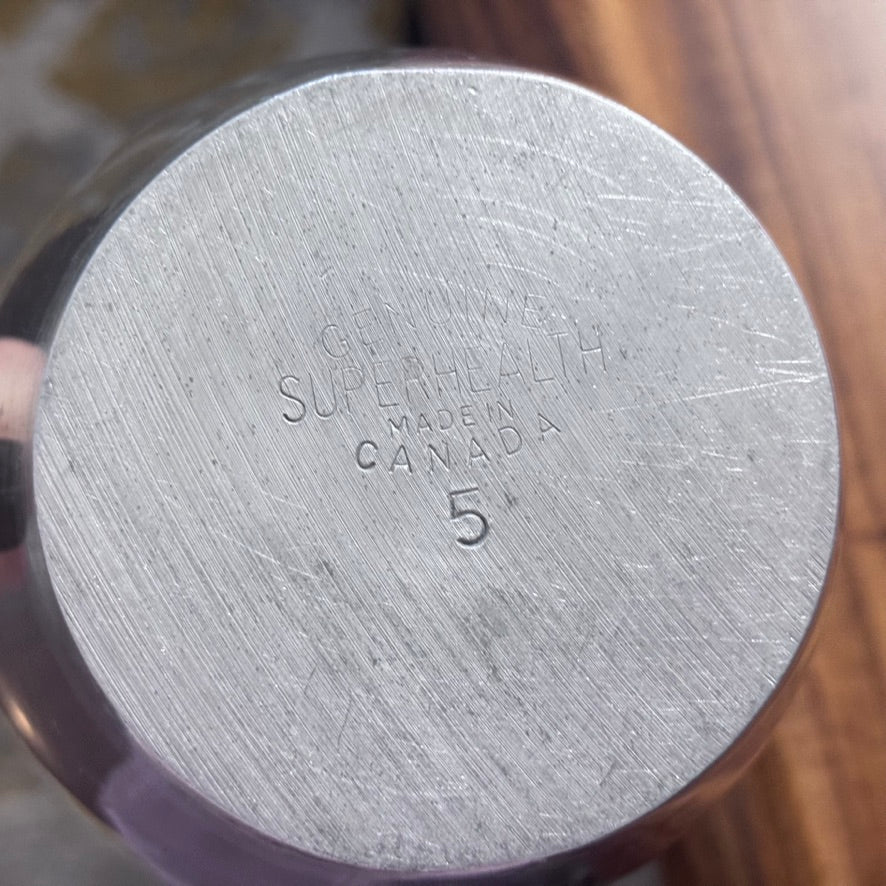 GENUINE
SUPERHEALTH
MADE IN
CANADA
5